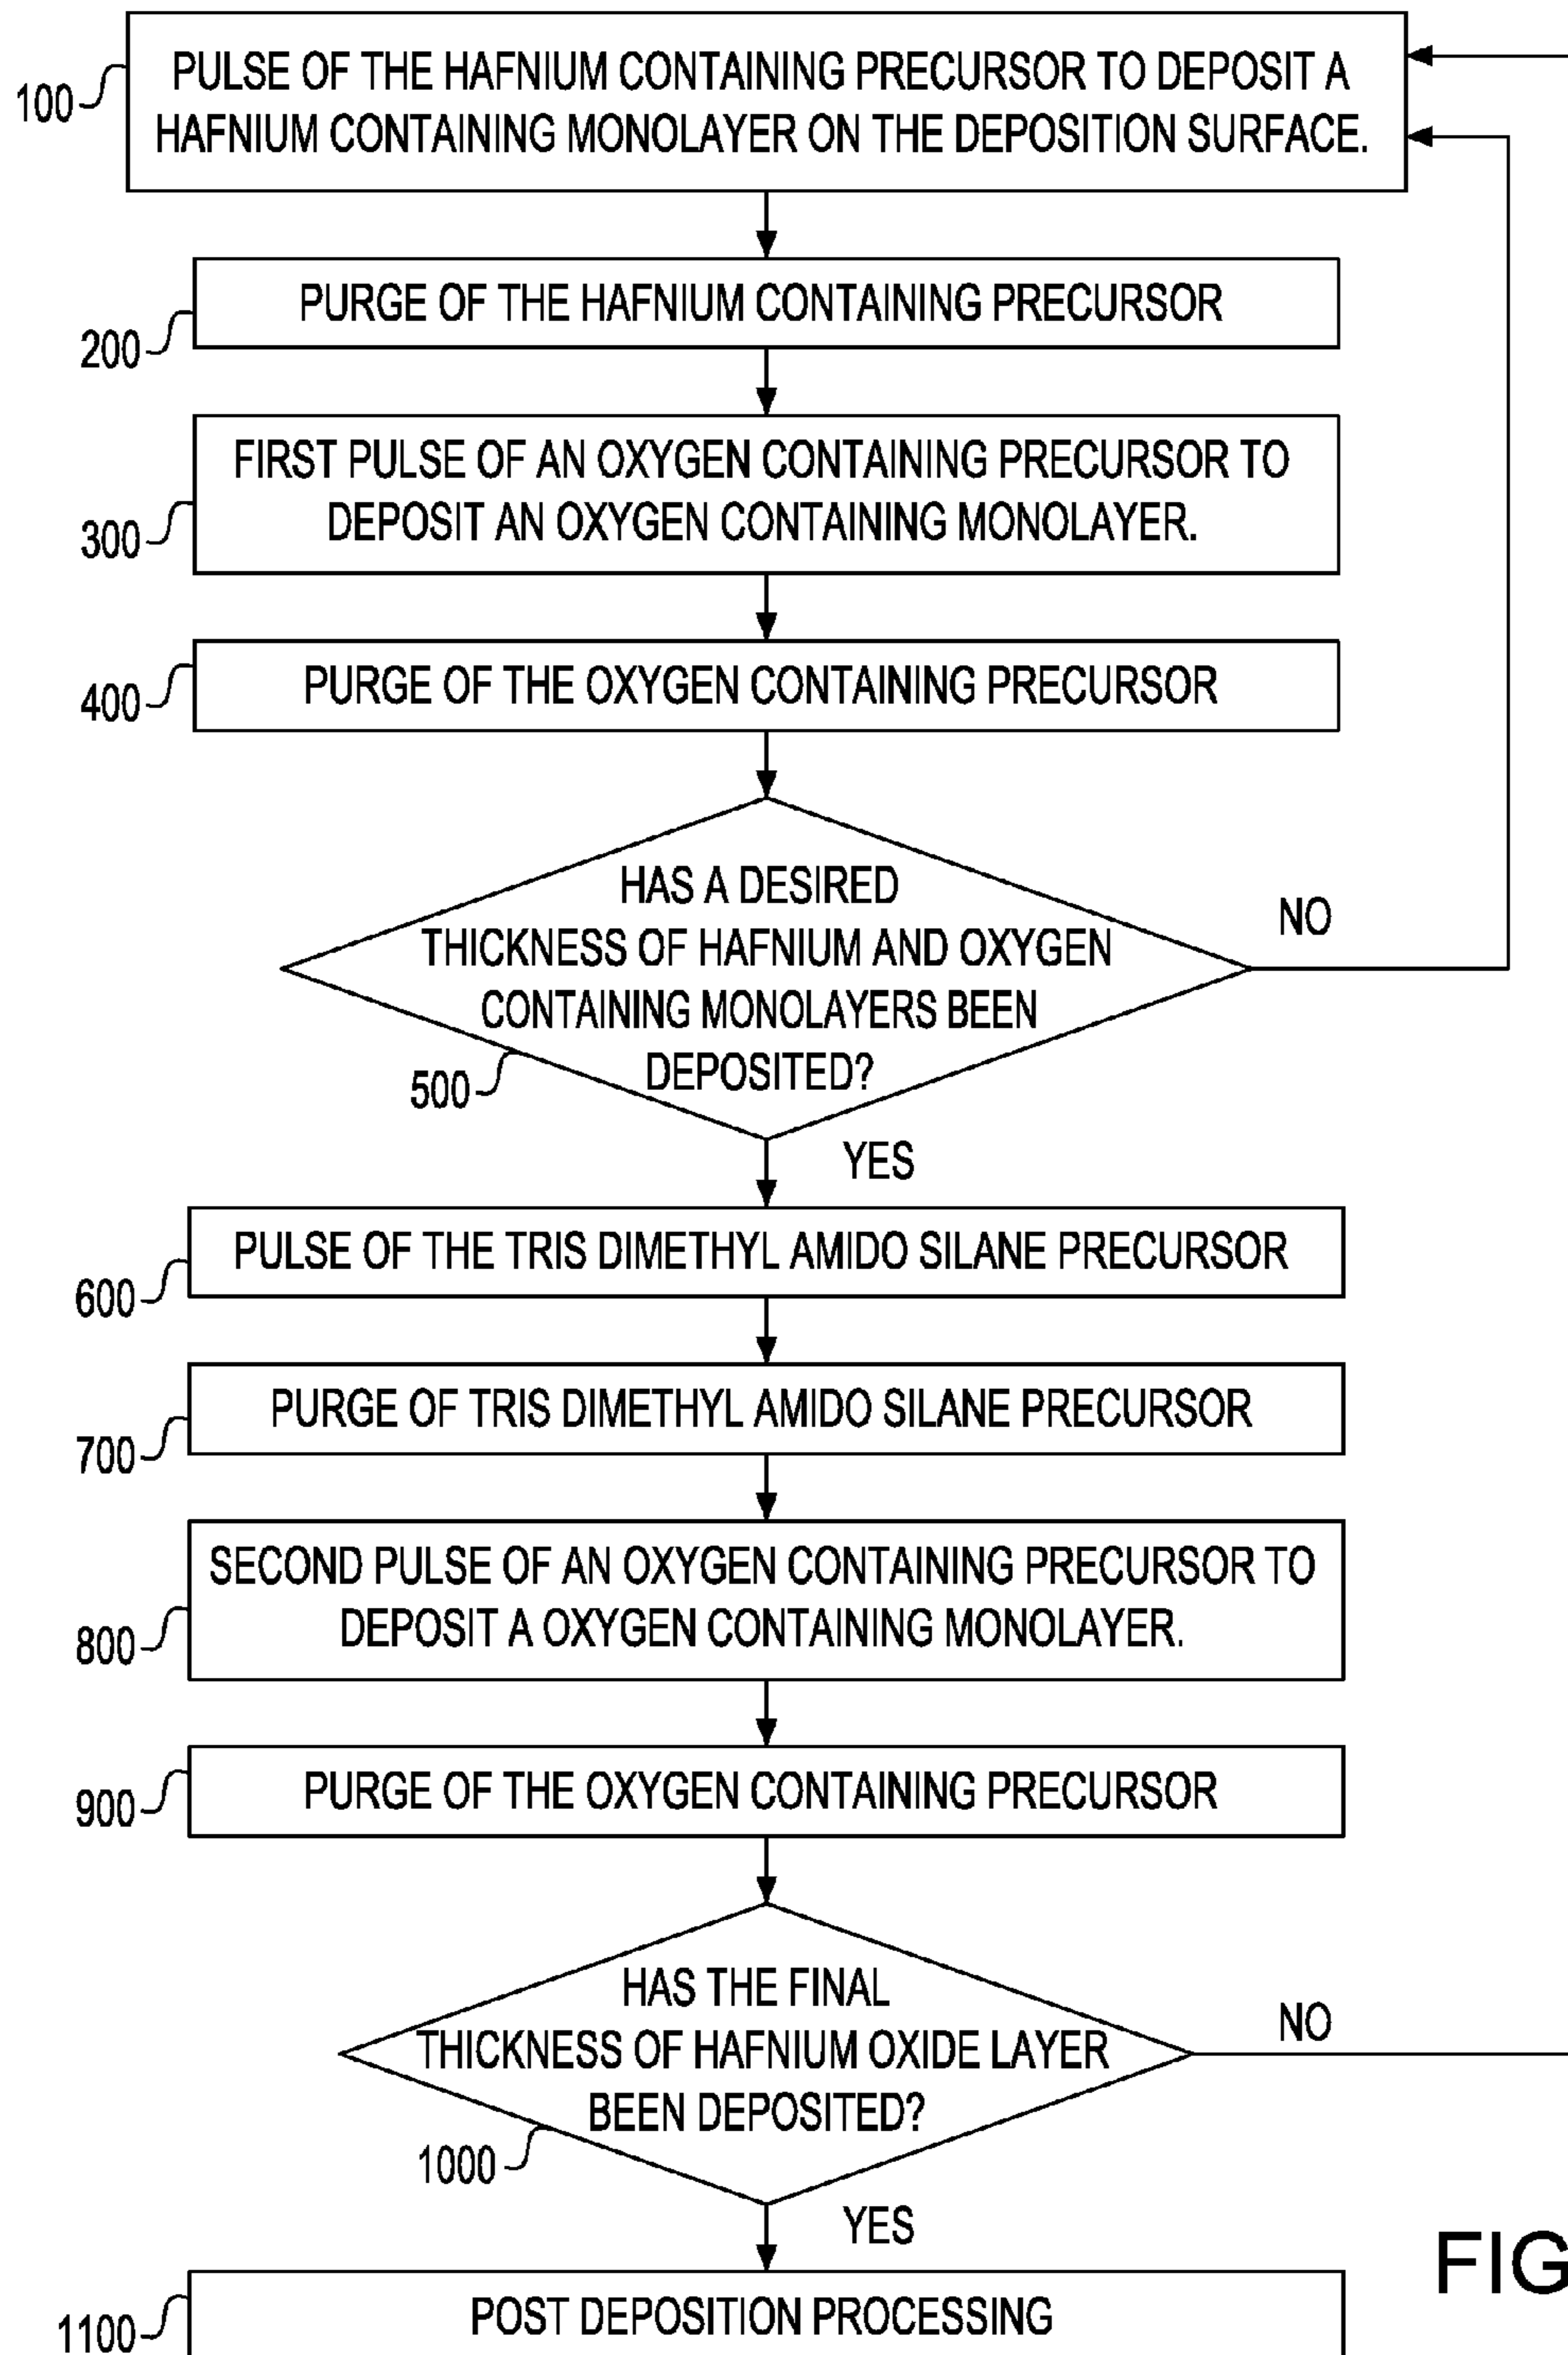 100
PULSE OF THE HAFNIUM CONTAINING PRECURSOR TO DEPOSIT A
HAFNIUM CONTAINING MONOLAYER ON THE DEPOSITION SURFACE.
200
PURGE OF THE HAFNIUM CONTAINING PRECURSOR
300
FIRST PULSE OF AN OXYGEN CONTAINING PRECURSOR TO
DEPOSIT AN OXYGEN CONTAINING MONOLAYER.
400
PURGE OF THE OXYGEN CONTAINING PRECURSOR
HAS A DESIRED
THICKNESS OF HAFNIUM AND OXYGEN
CONTAINING MONOLAYERS BEEN
DEPOSITED?
NO
500
YES
600
PULSE OF THE TRIS DIMETHYL AMIDO SILANE PRECURSOR
700
PURGE OF TRIS DIMETHYL AMIDO SILANE PRECURSOR
800
SECOND PULSE OF AN OXYGEN CONTAINING PRECURSOR TO
DEPOSIT A OXYGEN CONTAINING MONOLAYER.
900
PURGE OF THE OXYGEN CONTAINING PRECURSOR
HAS THE FINAL
THICKNESS OF HAFNIUM OXIDE LAYER
BEEN DEPOSITED?
NO
1000
YES
FIG
1100
POST DEPOSITION PROCESSING